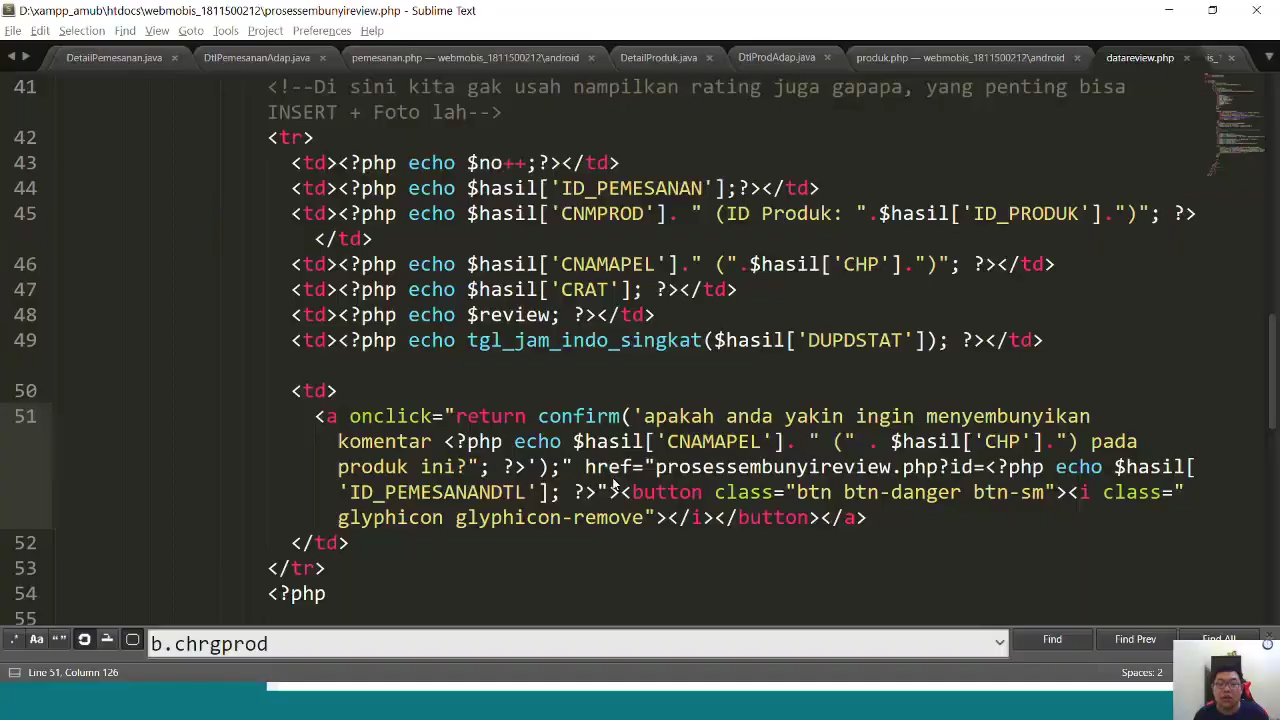 D:\xampp_amub\htdocs\webmobis_1811500212\prosessembunyireview.php - Sublime Text
File Edit Selection Find View Goto Tools Project Preferences Help
DetailPemesanan.java DtlPemesananAdap.java pemesanan.php — webmobis_1811500212\android DetailProduk.java DtlProdAdap.java produk.php — webmobis_1811500212\android datareview.php
41 <!--Di sini kita gak usah nampilkan rating juga gapapa, yang penting bisa
INSERT + Foto lah-->
42 <tr>
43 <td><?php echo $no++;?></td>
44 <td><?php echo $hasil['ID_PEMESANAN'];?></td>
45 <td><?php echo $hasil['CNMPROD']. " (ID Produk: ".$hasil['ID_PRODUK'].")"; ?>
</td>
46 <td><?php echo $hasil['CNAMAPEL']." (".$hasil['CHP'].")"; ?></td>
47 <td><?php echo $hasil['CRAT']; ?></td>
48 <td><?php echo $review; ?></td>
49 <td><?php echo tgl_jam_indo_singkat($hasil['DUPDSTAT']); ?></td>
50 <td>
51 <a onclick="return confirm('apakah anda yakin ingin menyembunyikan
komentar <?php echo $hasil['CNAMAPEL']. " (" . $hasil['CHP'].") pada
produk ini?"; ?>');" href="prosessembunyireview.php?id=<?php echo $hasil[
'ID_PEMESANANDTL']; ?>"><button class="btn btn-danger btn-sm"><i class="
glyphicon glyphicon-remove"></i></button></a>
52 </td>
53 </tr>
54 <?php
55
.* Aa “” b.chrgprod Find Find Prev Find All
Line 51, Column 126 Spaces: 2